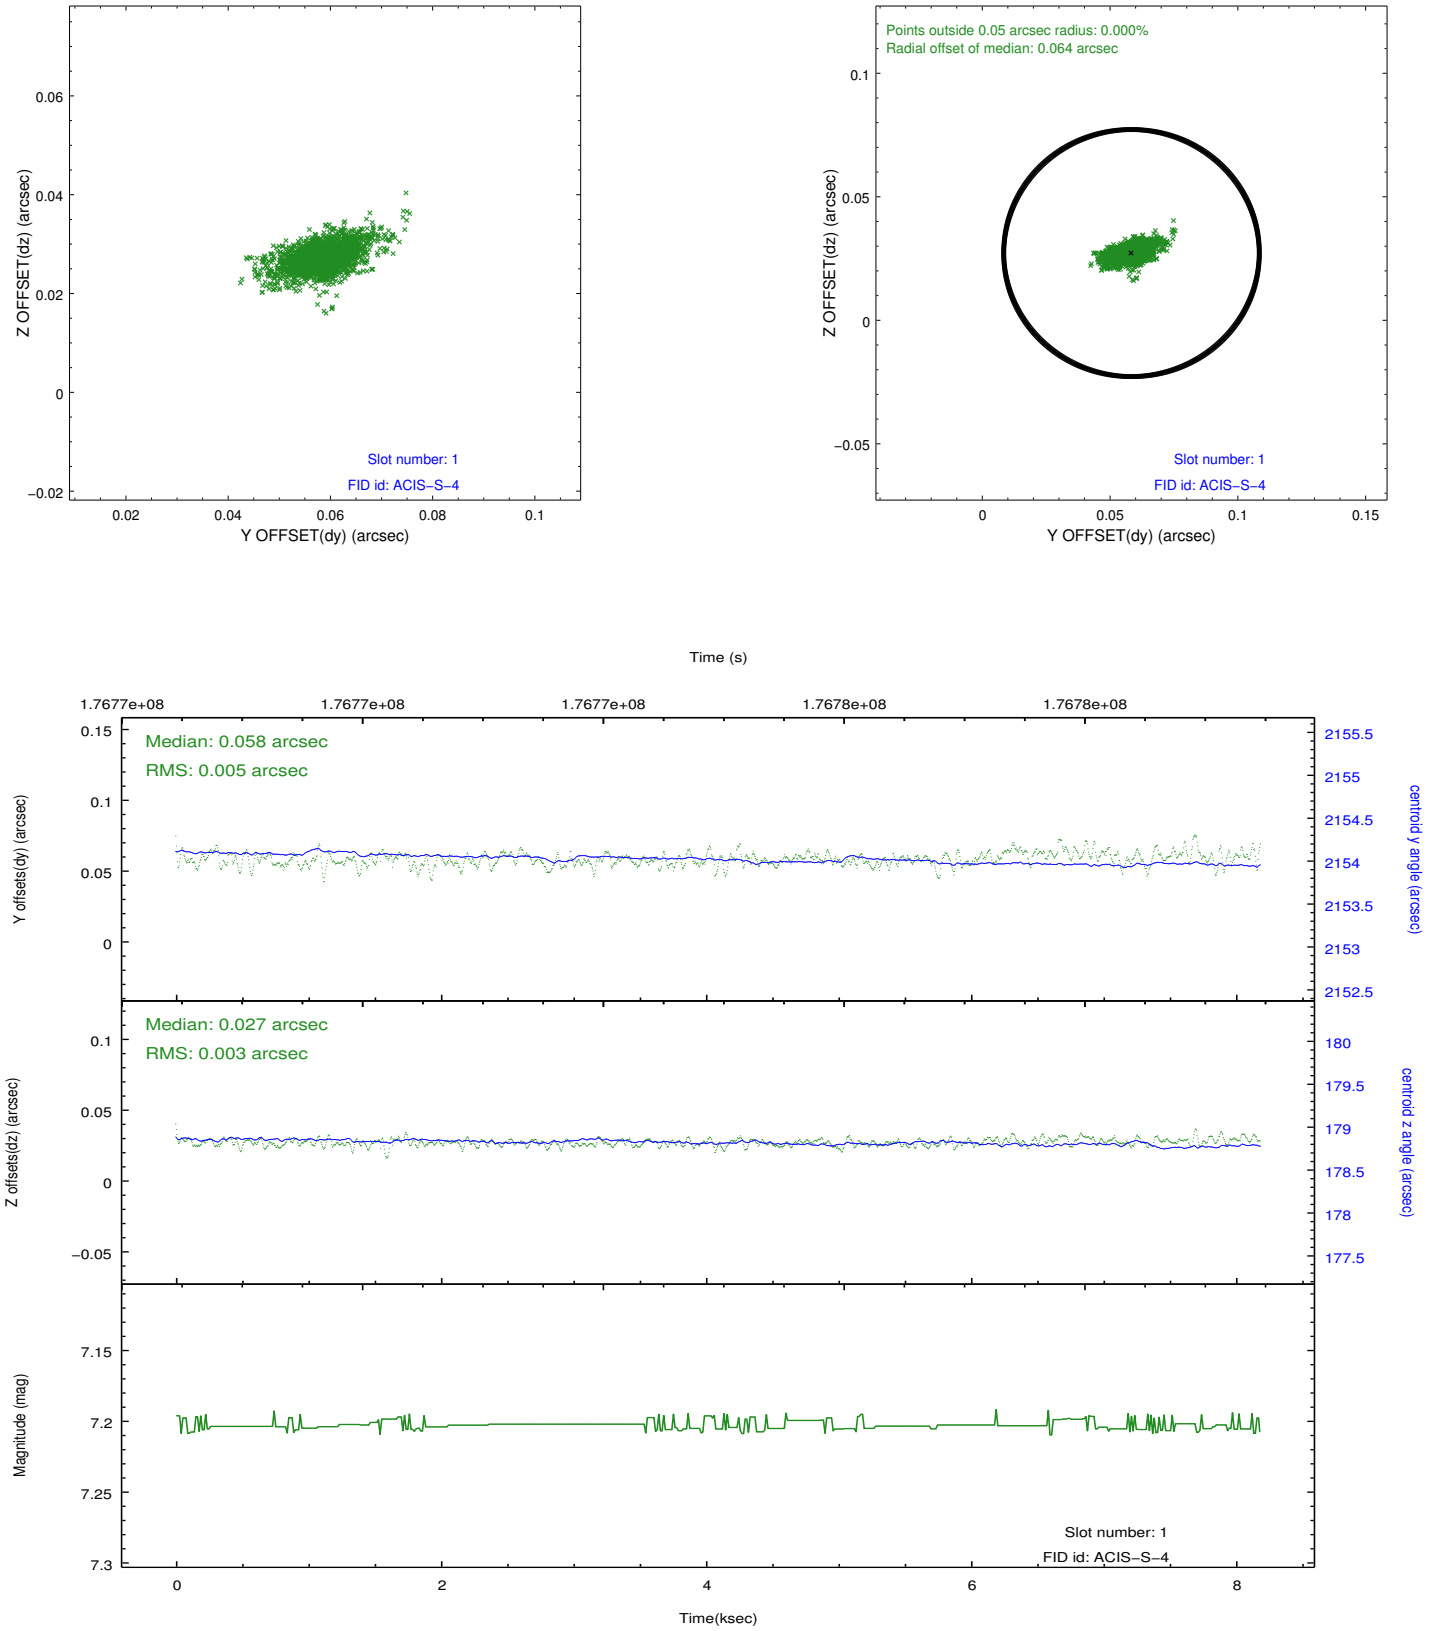 0.06
0.04
0.02
0
−0.02
Z OFFSET(dz) (arcsec)
Slot number: 1
FID id: ACIS−S−4
0.02 0.04 0.06 0.08 0.1
Y OFFSET(dy) (arcsec)
Points outside 0.05 arcsec radius: 0.000%
Radial offset of median: 0.064 arcsec
0.1
0.05
0
−0.05
Z OFFSET(dz) (arcsec)
Slot number: 1
FID id: ACIS−S−4
0 0.05 0.1 0.15
Y OFFSET(dy) (arcsec)
Time (s)
1.7677e+08 1.7677e+08 1.7677e+08 1.7678e+08 1.7678e+08
Median: 0.058 arcsec
RMS: 0.005 arcsec
0.15
0.1
0.05
0
Y offsets(dy) (arcsec)
2155.5
2155
2154.5
2154
2153.5
2153
2152.5
centroid y angle (arcsec)
Median: 0.027 arcsec
RMS: 0.003 arcsec
0.1
0.05
0
−0.05
Z offsets(dz) (arcsec)
180
179.5
179
178.5
178
177.5
centroid z angle (arcsec)
7.15
7.2
7.25
7.3
Magnitude (mag)
Slot number: 1
FID id: ACIS−S−4
0 2 4 6 8
Time(ksec)